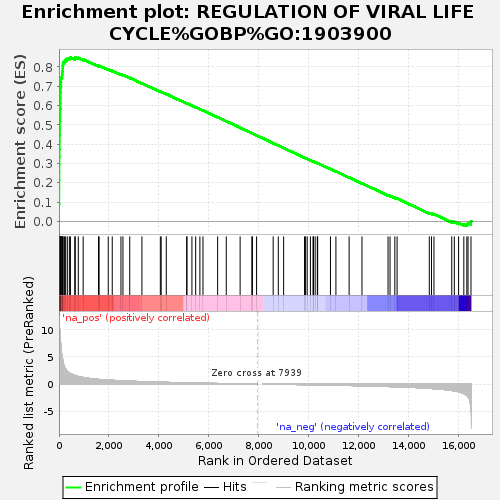 Enrichment plot: REGULATION OF VIRAL LIFE
CYCLE%GOBP%GO:1903900
Enrichment score (ES)
0.8
0.7
0.6
0.5
0.4
0.3
0.2
0.1
0.0
'na_pos' (positively correlated)
Ranked list metric (PreRanked)
10
5
0
-5
Zero cross at 7939
'na_neg' (negatively correlated)
0 2,000 4,000 6,000 8,000 10,000 12,000 14,000 16,000
Rank in Ordered Dataset
Enrichment profile Hits Ranking metric scores